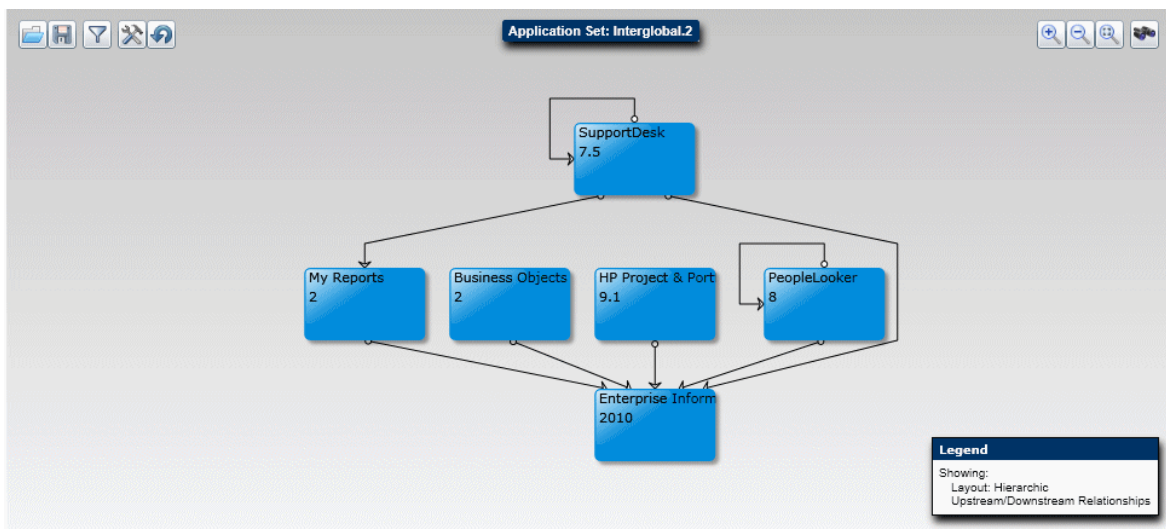 Application Set: Interglobal.2
SupportDesk
7.5
My Reports
2
Business Objects
2
HP Project & Port
9.1
PeopleLooker
8
Enterprise Inform
2010
Legend
Showing:
Layout: Hierarchic
Upstream/Downstream Relationships